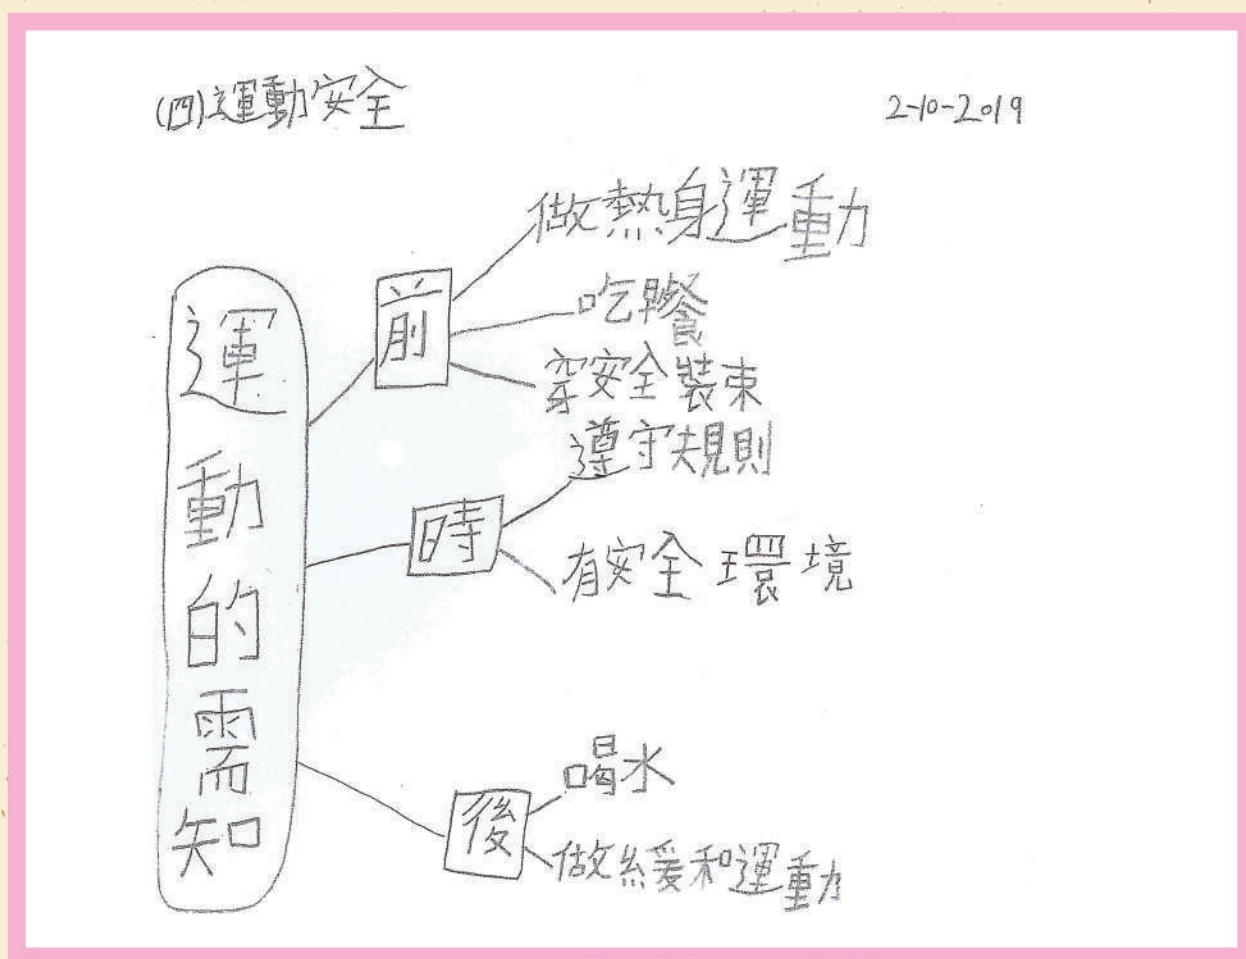 (四)運動安全
2-10-2019
運動的需知
前
做熱身運動
吃早餐
穿安全裝束
時
遵守規則
有安全環境
後
喝水
做緩和運動